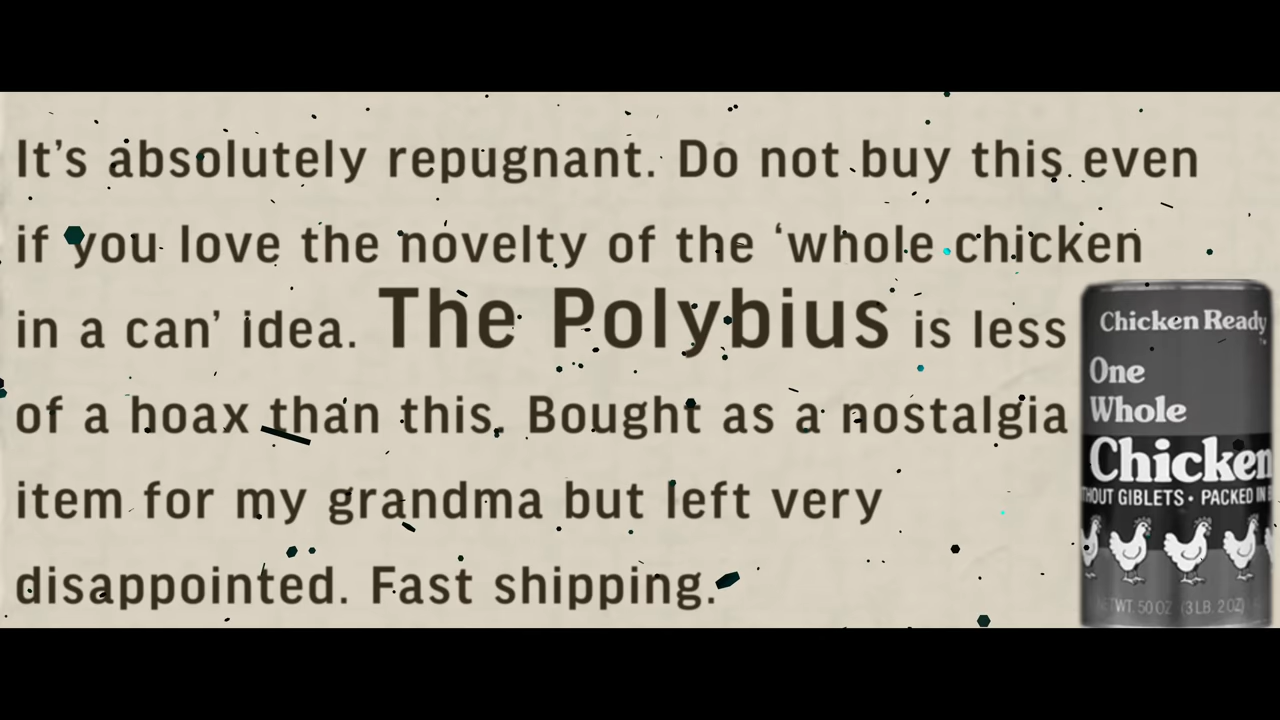 It’s absolutely repugnant. Do not buy this even
if you love the novelty of the ‘whole chicken
in a can’ idea. The Polybius is less
of a hoax than this. Bought as a nostalgia
item for my grandma but left very
disappointed. Fast shipping.
Chicken Ready
One
Whole
Chicken
THOUT GIBLETS • PACKED IN
WT. 50 OZ (3 LB. 2 OZ)